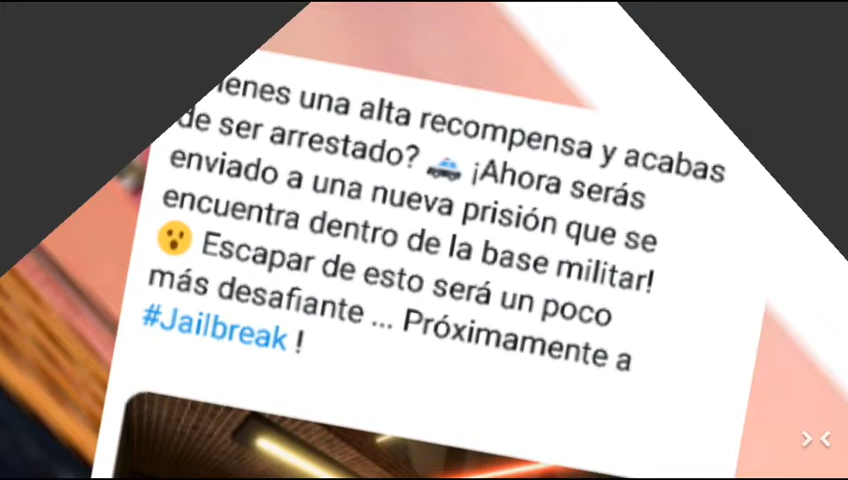 ienes una alta recompensa y acabas
de ser arrestado? 🚓 ¡Ahora serás
enviado a una nueva prisión que se
encuentra dentro de la base militar!
😮 Escapar de esto será un poco
más desafiante ... Próximamente a
#Jailbreak !